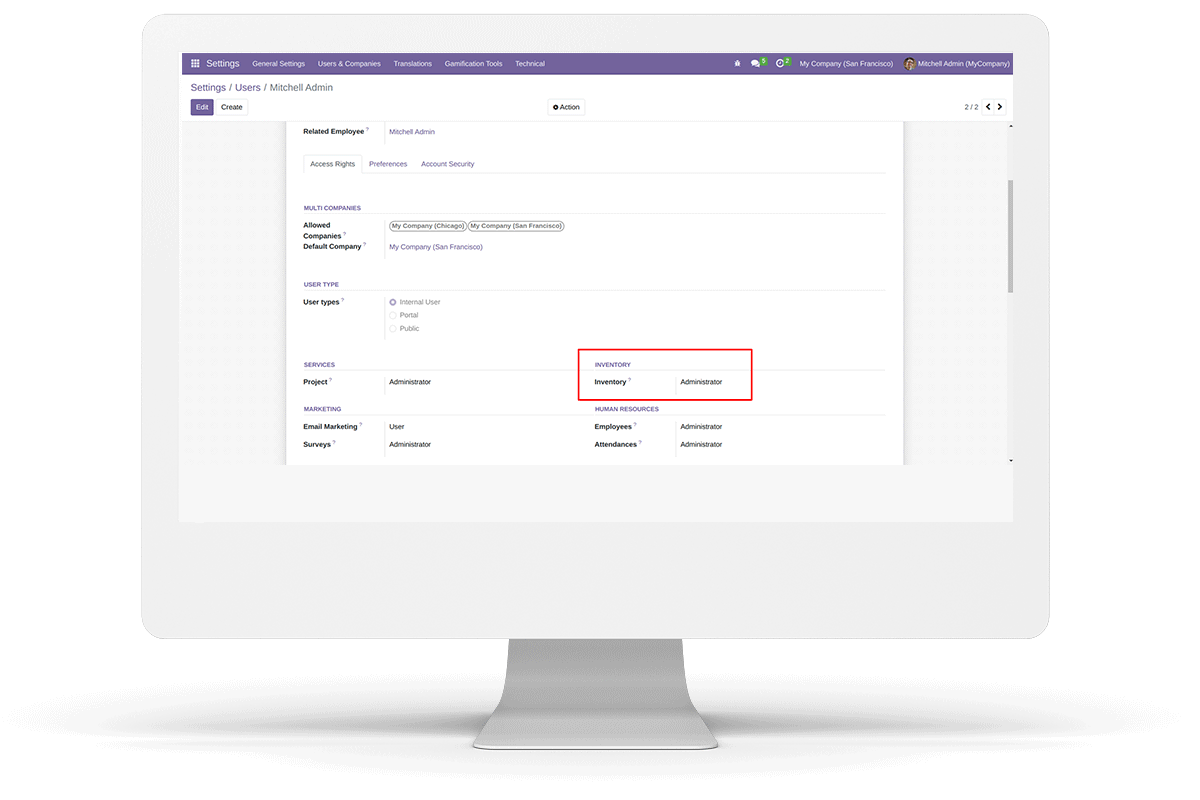 Settings General Settings Users & Companies Translations Gamification Tools Technical 5 2 My Company (San Francisco) Mitchell Admin (MyCompany)
Settings / Users / Mitchell Admin
Edit Create Action 2 / 2
Related Employee ? Mitchell Admin
Access Rights Preferences Account Security
MULTI COMPANIES
Allowed Companies ? My Company (Chicago) My Company (San Francisco)
Default Company ? My Company (San Francisco)
USER TYPE
User types ? Internal User
Portal
Public
SERVICES INVENTORY
Project ? Administrator Inventory ? Administrator
MARKETING HUMAN RESOURCES
Email Marketing ? User Employees ? Administrator
Surveys ? Administrator Attendances ? Administrator